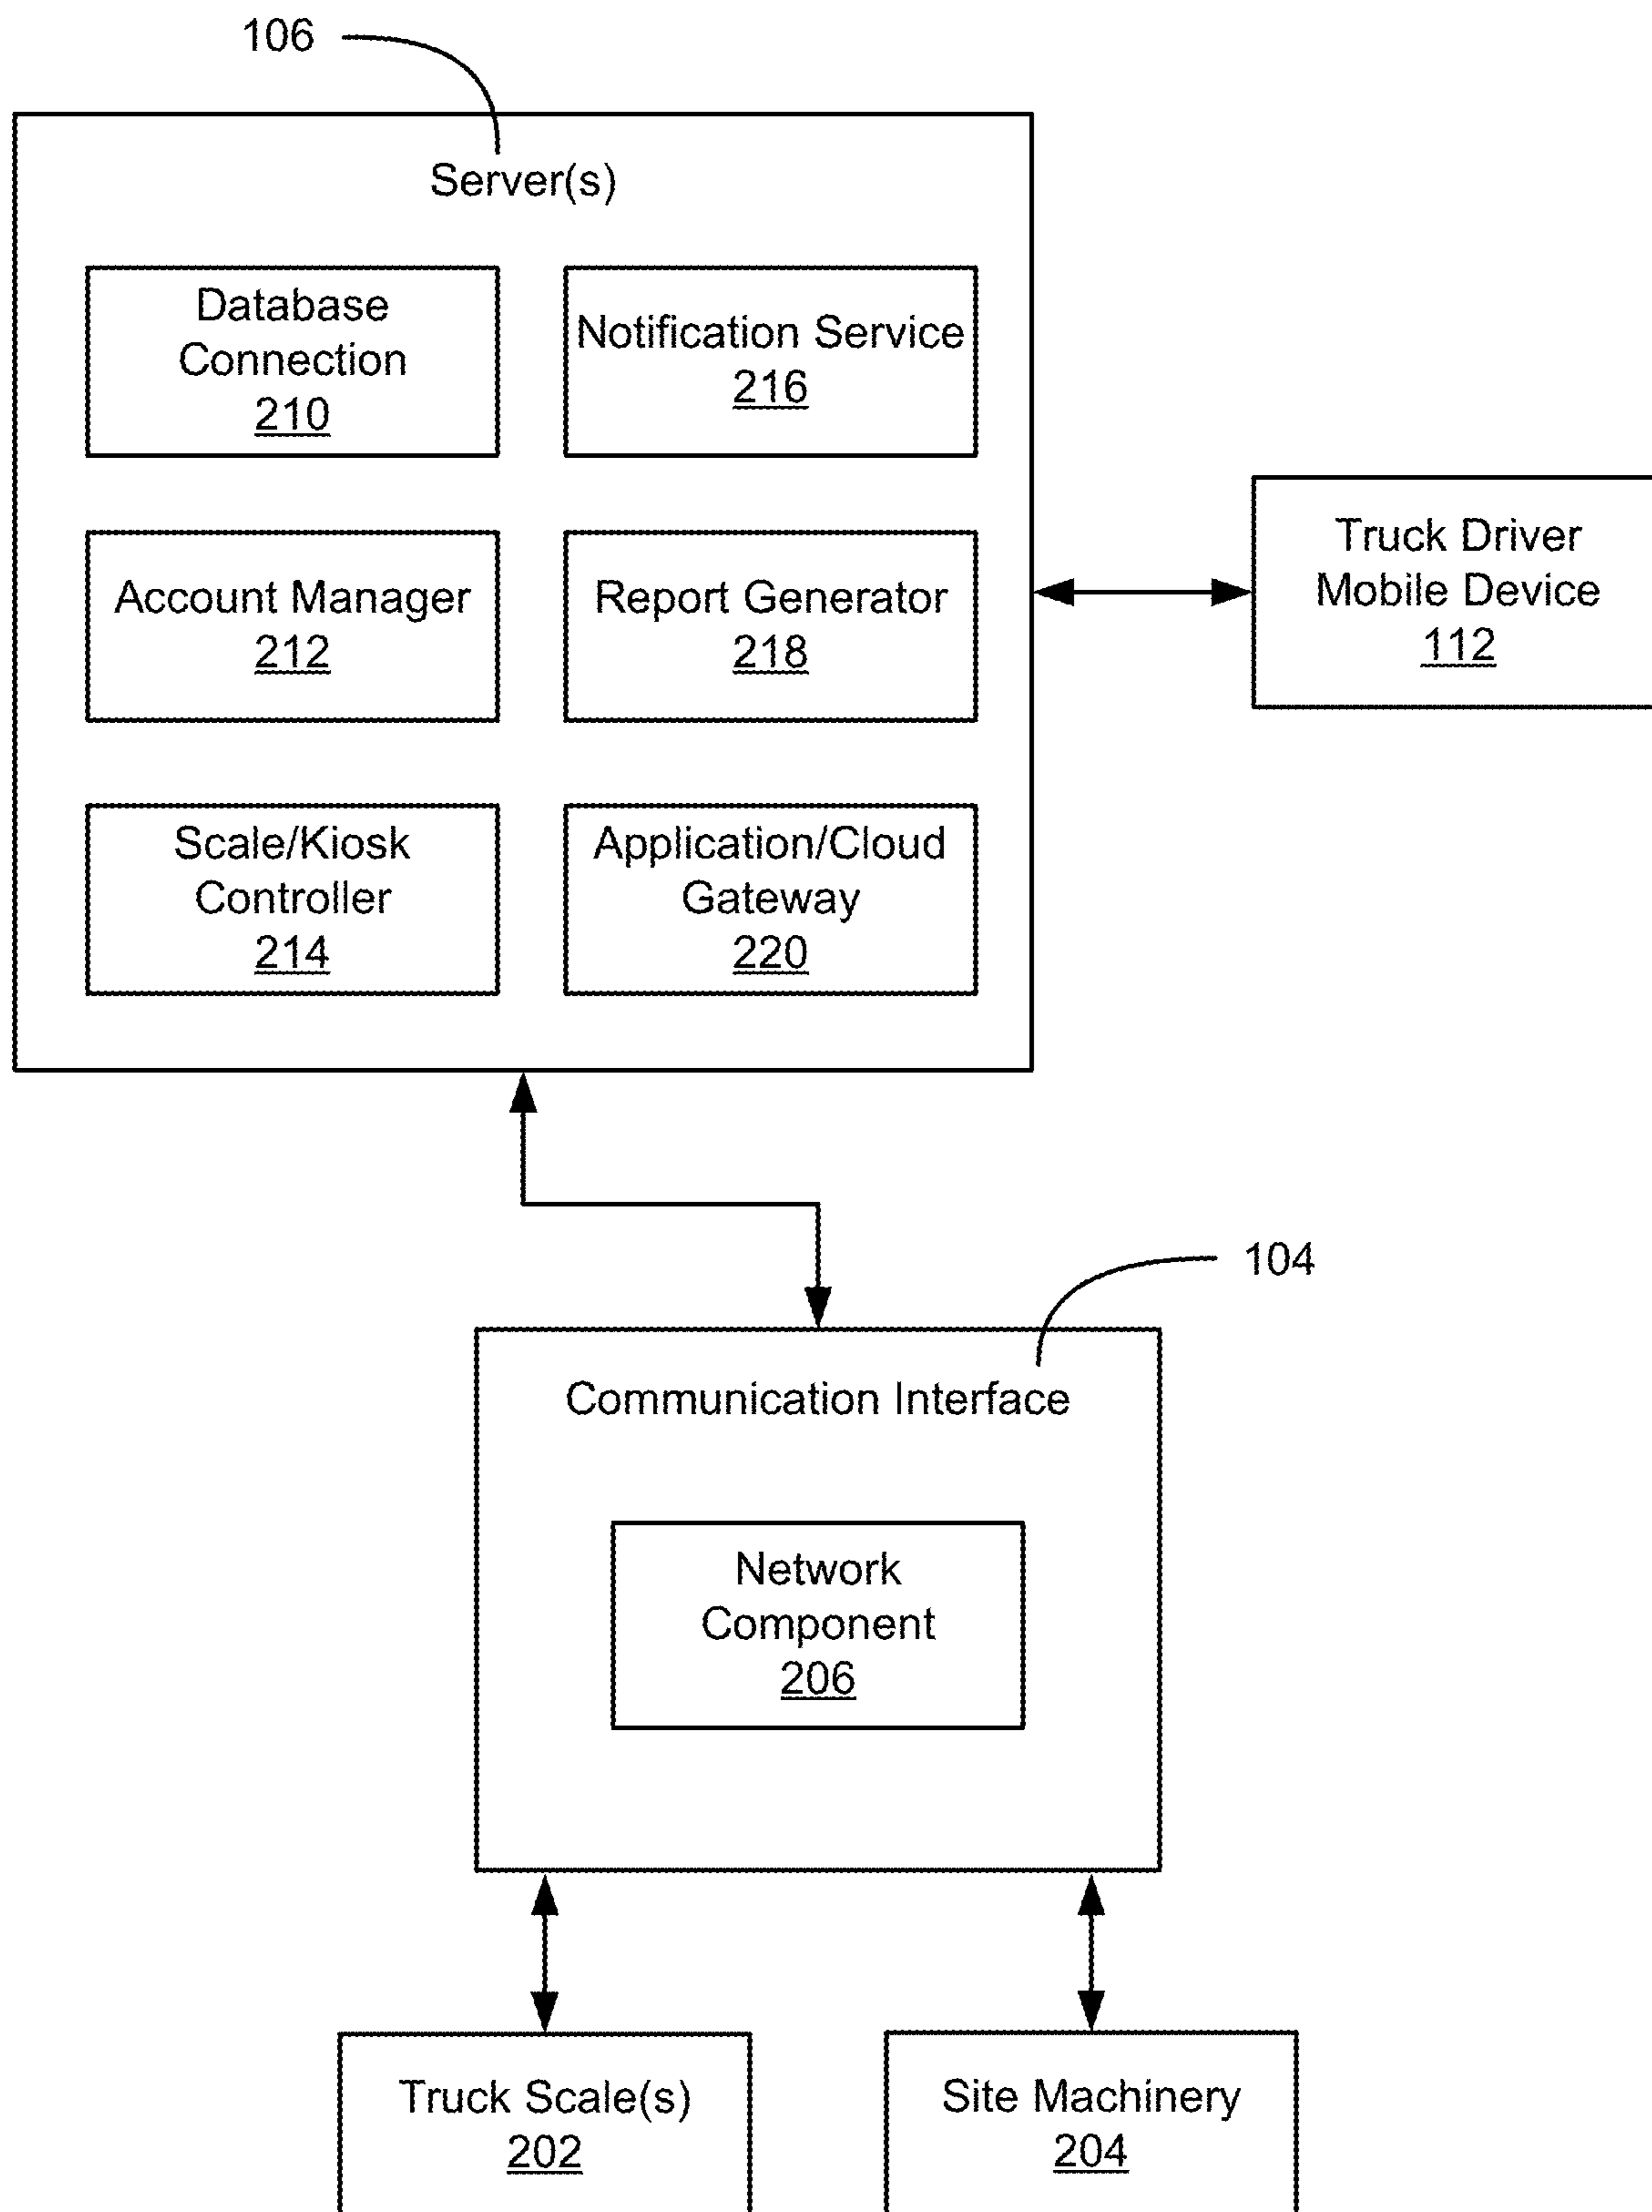 106
Server(s)
Database
Connection
210
Notification Service
216
Account Manager
212
Report Generator
218
Truck Driver
Mobile Device
112
Scale/Kiosk
Controller
214
Application/Cloud
Gateway
220
104
Communication Interface
Network
Component
206
Truck Scale(s)
202
Site Machinery
204